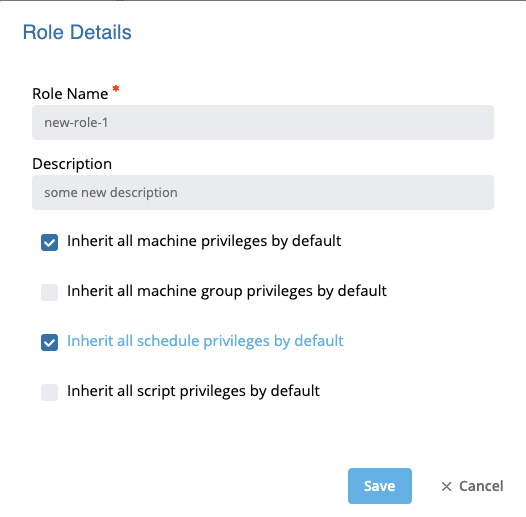 Role Details
Role Name *
new-role-1
Description
some new description
Inherit all machine privileges by default
Inherit all machine group privileges by default
Inherit all schedule privileges by default
Inherit all script privileges by default
Save
× Cancel